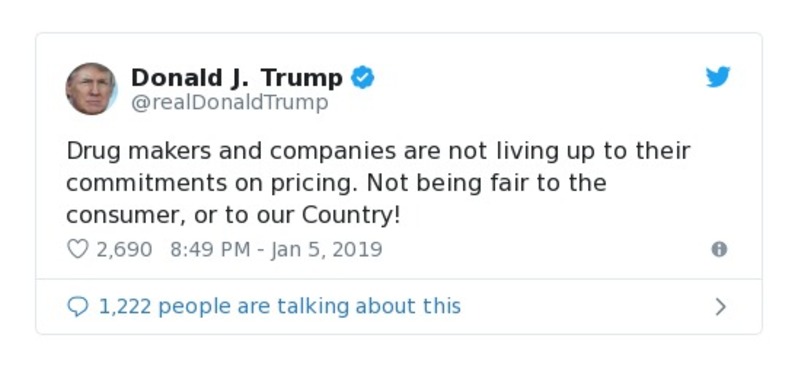 Donald J. Trump
@realDonaldTrump
Drug makers and companies are not living up to their
commitments on pricing. Not being fair to the
consumer, or to our Country!
2,690 8:49 PM - Jan 5, 2019
1,222 people are talking about this